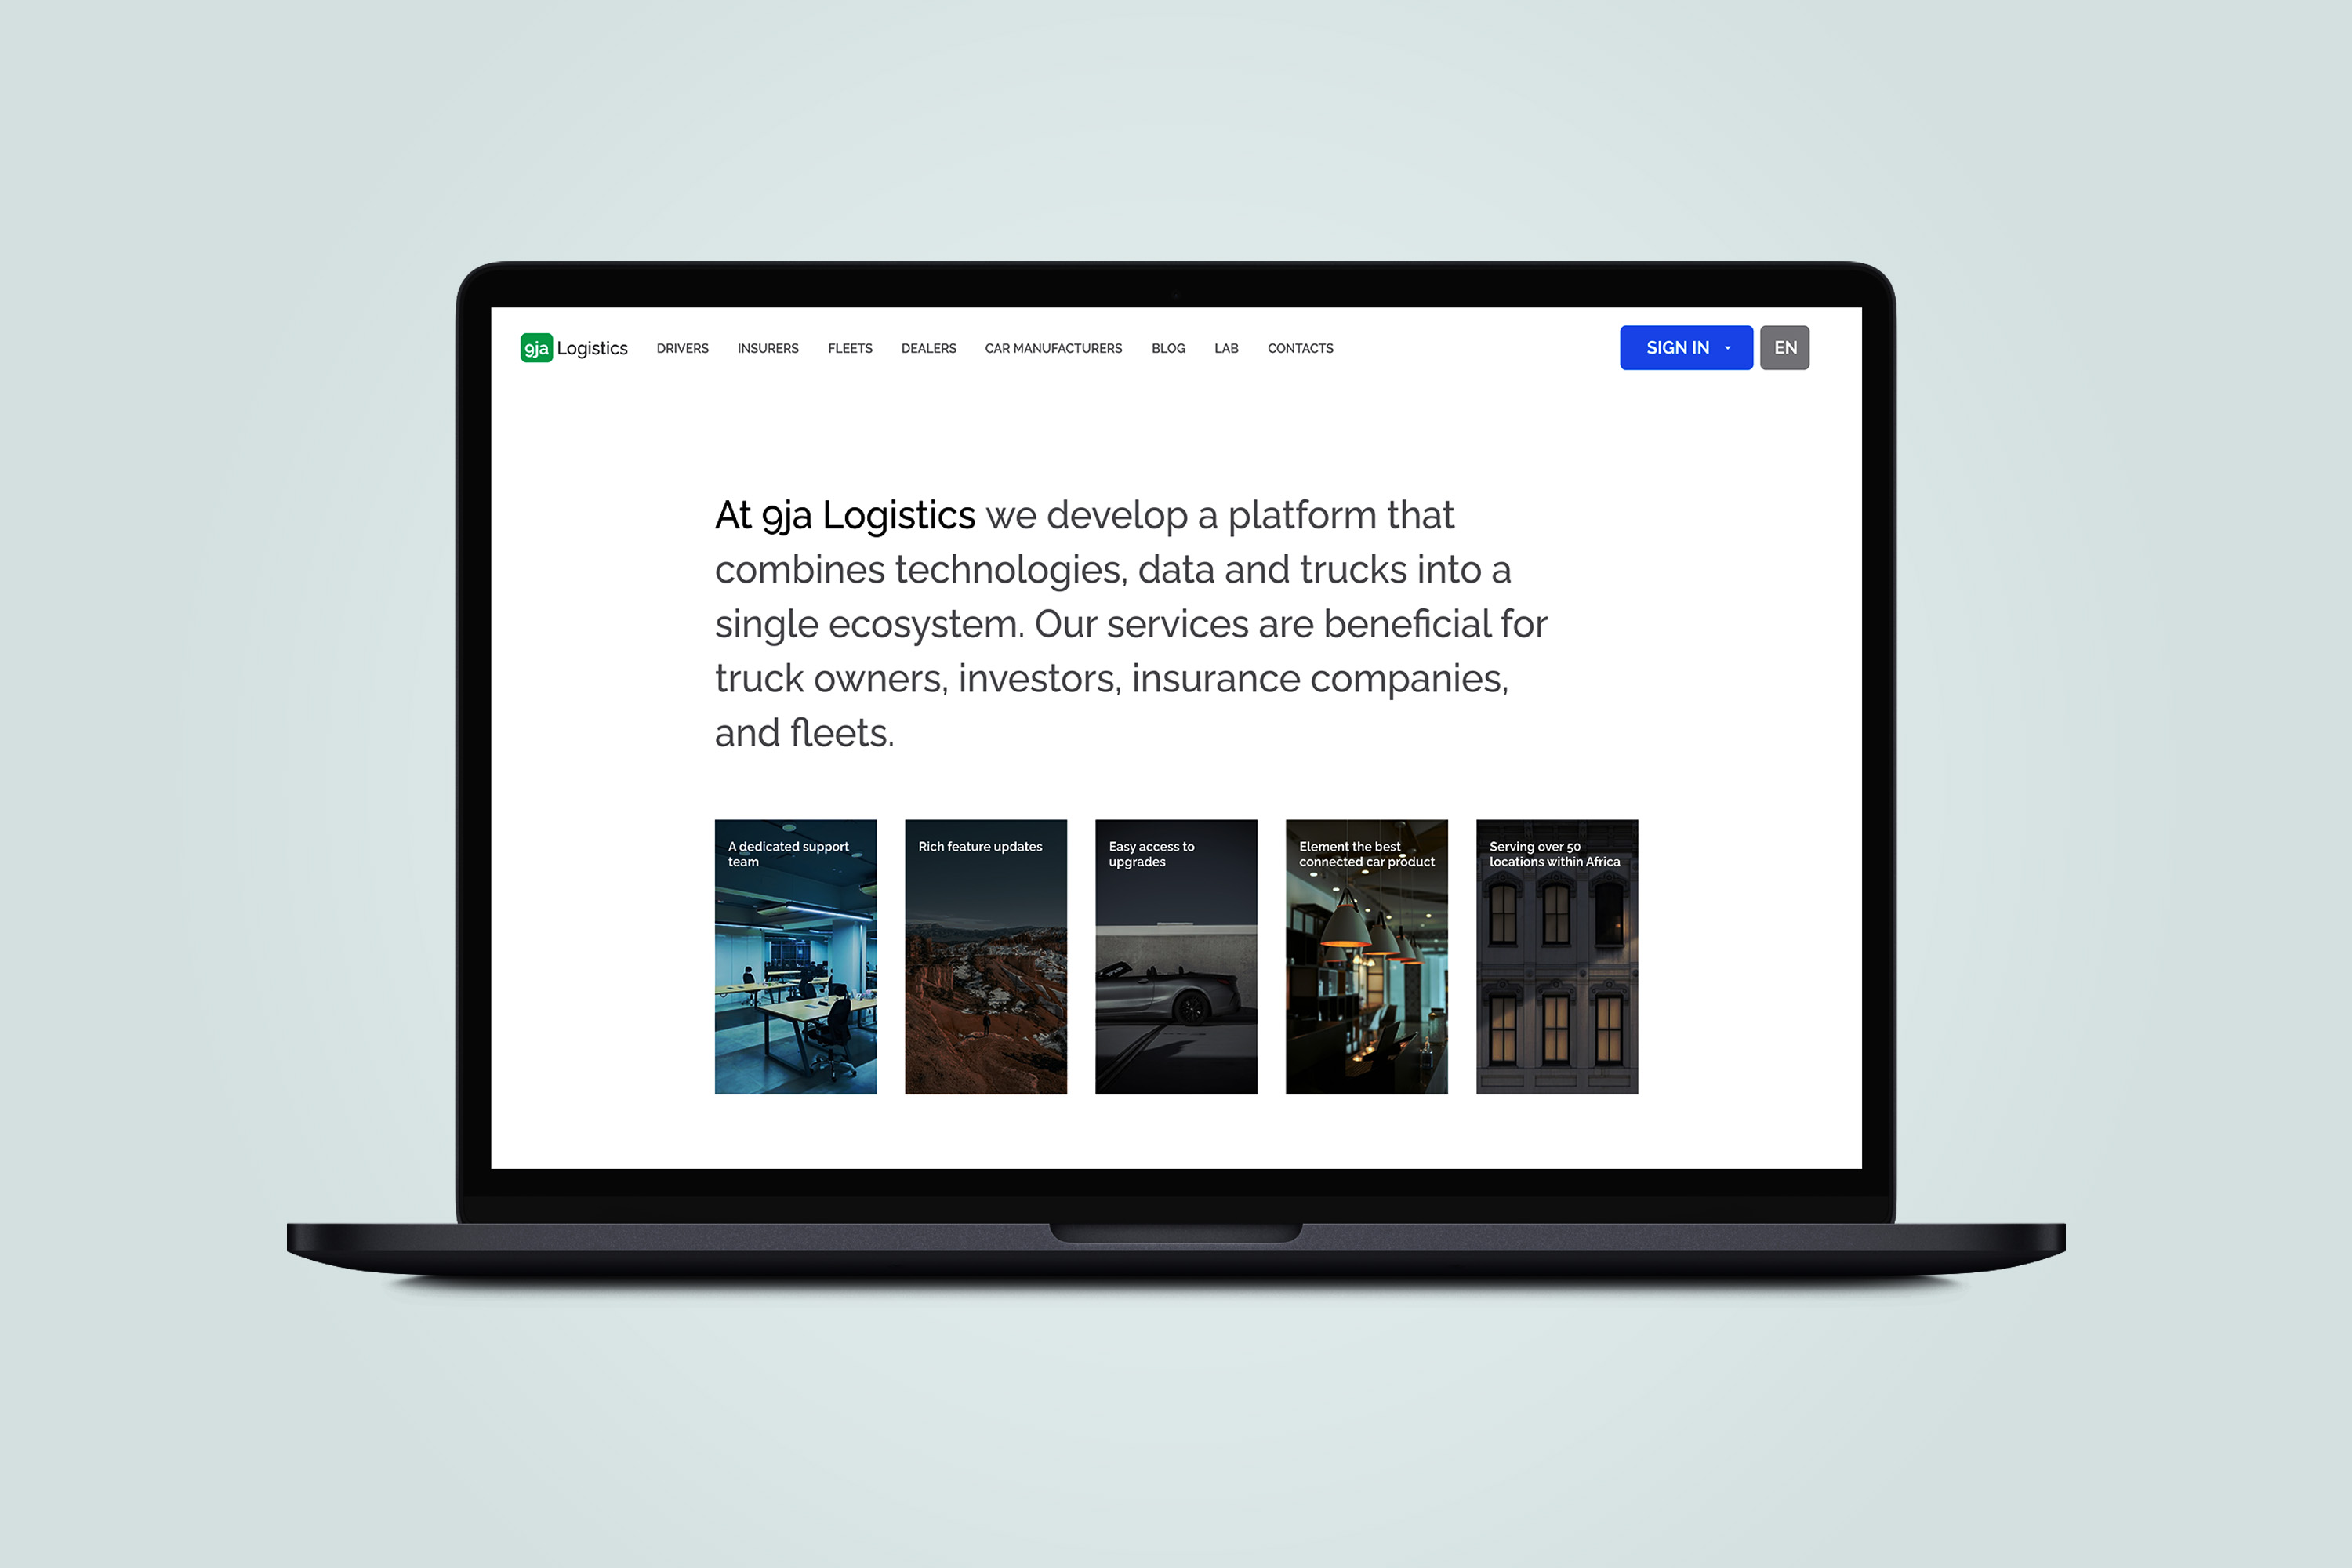 9ja Logistics
DRIVERS
INSURERS
FLEETS
DEALERS
CAR MANUFACTURERS
BLOG
LAB
CONTACTS
SIGN IN
EN
At 9ja Logistics we develop a platform that
combines technologies, data and trucks into a
single ecosystem. Our services are beneficial for
truck owners, investors, insurance companies,
and fleets.
A dedicated support
team
Rich feature updates
Easy access to
upgrades
Element the best
connected car product
Serving over 50
locations within Africa